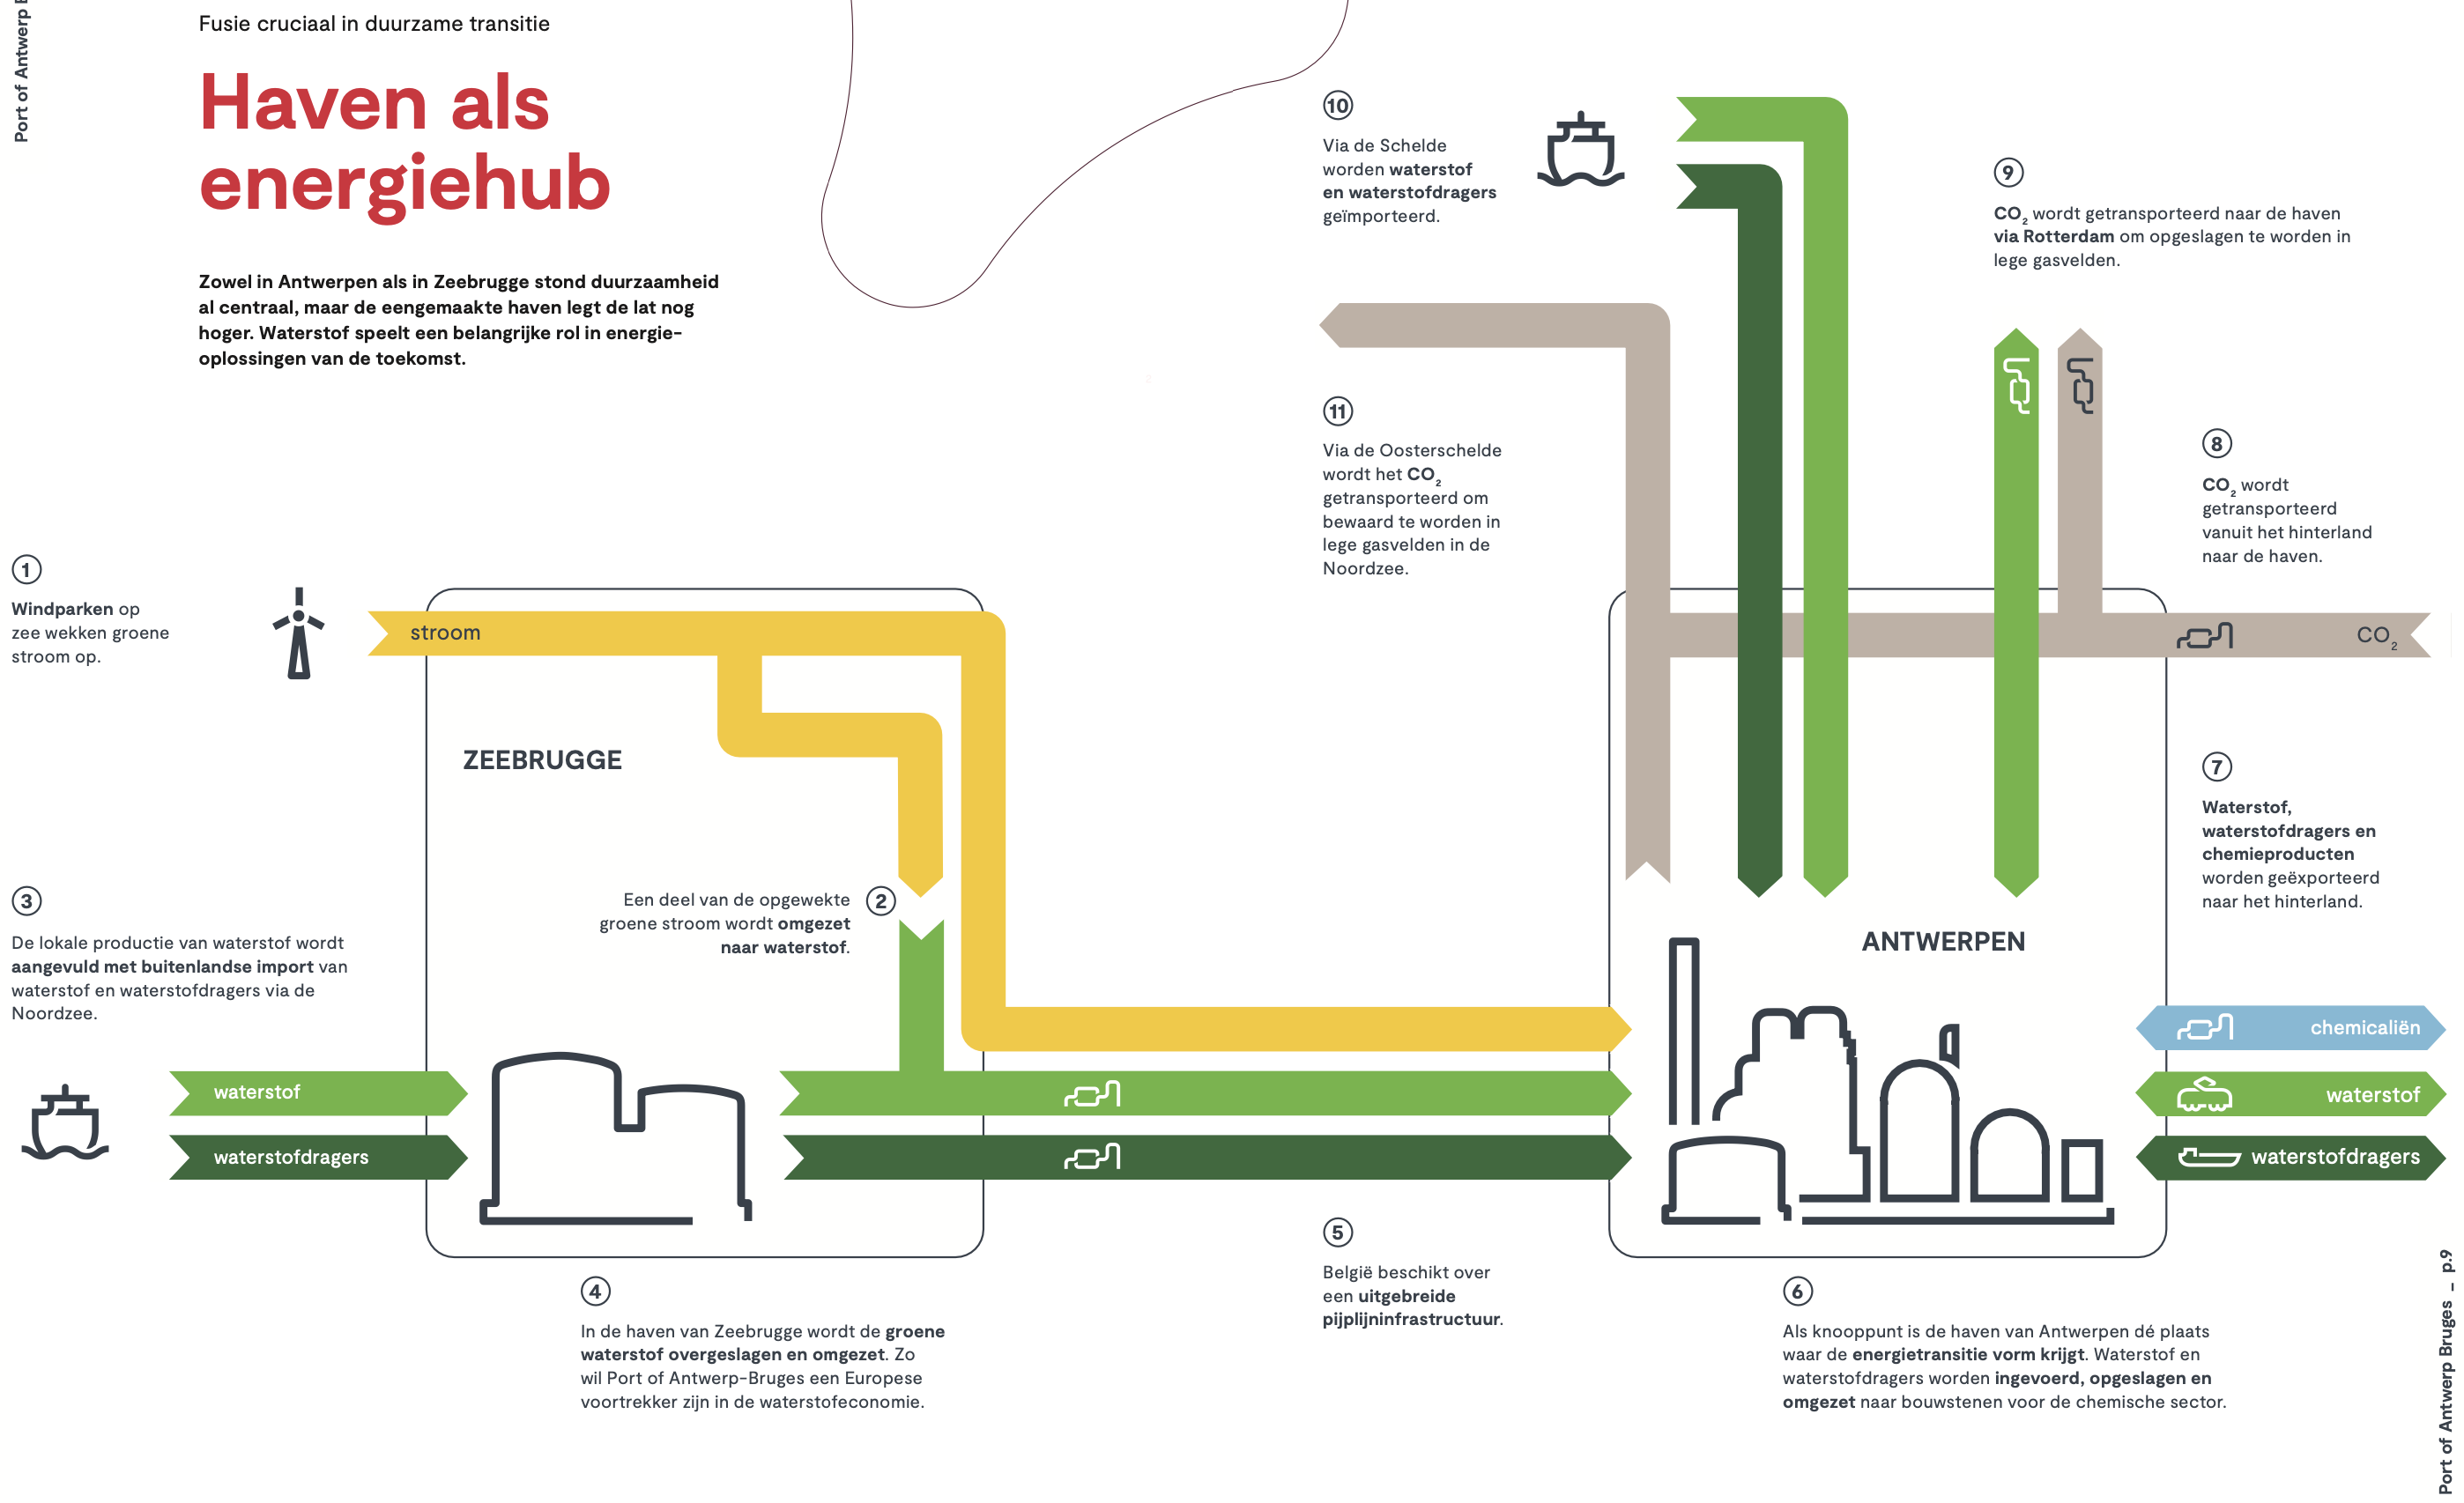 Port of Antwerp
Fusie cruciaal in duurzame transitie
Haven als
energiehub
Zowel in Antwerpen als in Zeebrugge stond duurzaamheid
al centraal, maar de eengemaakte haven legt de lat nog
hoger. Waterstof speelt een belangrijke rol in energie-
oplossingen van de toekomst.
1
Windparken op
zee wekken groene
stroom op.
stroom
ZEEBRUGGE
2
Een deel van de opgewekte
groene stroom wordt omgezet
naar waterstof.
3
De lokale productie van waterstof wordt
aangevuld met buitenlandse import van
waterstof en waterstofdragers via de
Noordzee.
waterstof
waterstofdragers
4
In de haven van Zeebrugge wordt de groene
waterstof overgeslagen en omgezet. Zo
wil Port of Antwerp-Bruges een Europese
voortrekker zijn in de waterstofeconomie.
5
België beschikt over
een uitgebreide
pijplijninfrastructuur.
6
Als knooppunt is de haven van Antwerpen dé plaats
waar de energietransitie vorm krijgt. Waterstof en
waterstofdragers worden ingevoerd, opgeslagen en
omgezet naar bouwstenen voor de chemische sector.
ANTWERPEN
7
Waterstof,
waterstofdragers en
chemieproducten
worden geëxporteerd
naar het hinterland.
chemicaliën
waterstof
waterstofdragers
8
CO₂ wordt
getransporteerd
vanuit het hinterland
naar de haven.
CO₂
9
CO₂ wordt getransporteerd naar de haven
via Rotterdam om opgeslagen te worden in
lege gasvelden.
10
Via de Schelde
worden waterstof
en waterstofdragers
geïmporteerd.
11
Via de Oosterschelde
wordt het CO₂
getransporteerd om
bewaard te worden in
lege gasvelden in de
Noordzee.
Port of Antwerp Bruges – p.9